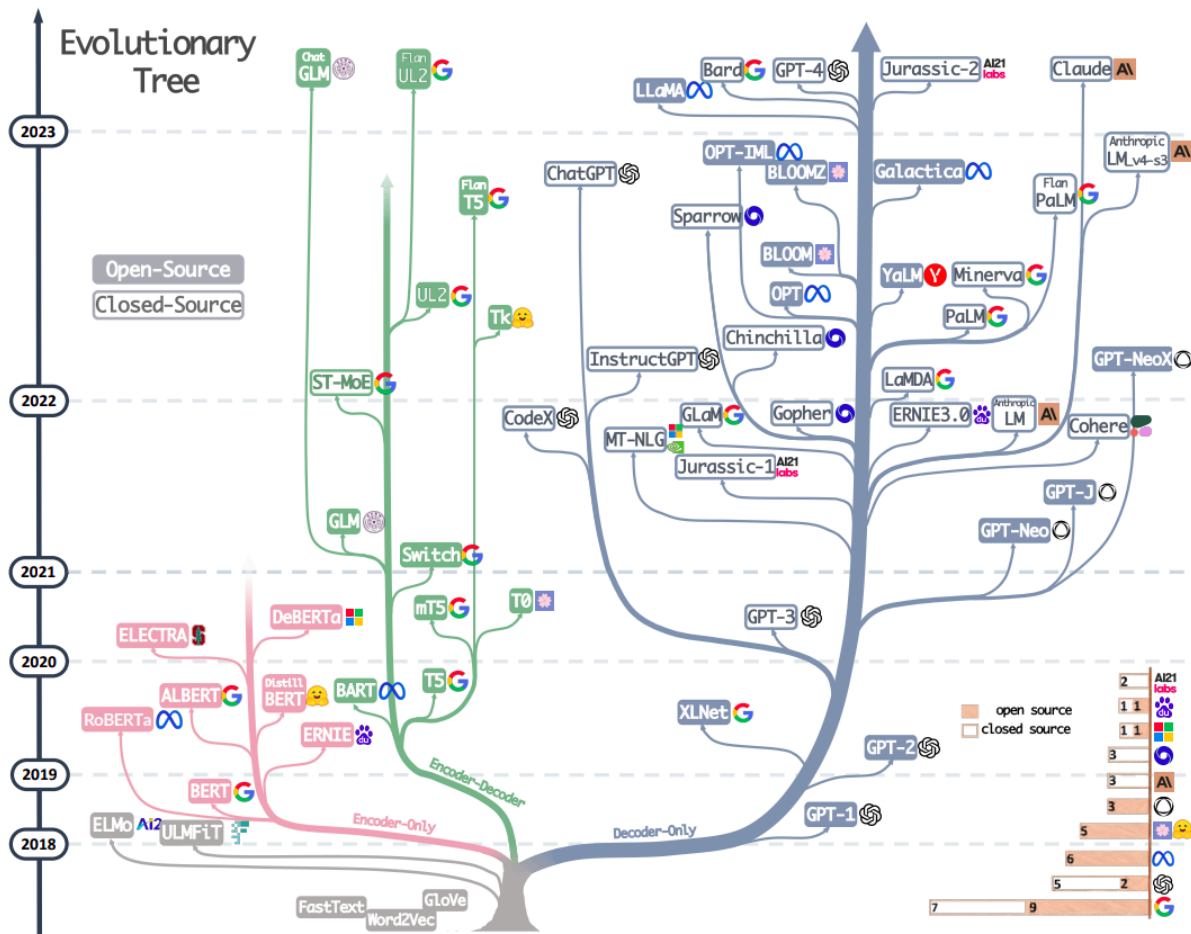 Evolutionary
Tree
2023
2022
2021
2020
2019
2018
Open-Source
Closed-Source
Chat
GLM
Flan
UL2
Flan
T5
UL2
Tk
ST-MoE
GLM
Switch
mT5
T0
BART
T5
Encoder-Decoder
DeBERTa
ELECTRA
ALBERT
Distill
BERT
RoBERTa
ERNIE
BERT
Encoder-Only
ELMo
AI2
ULMFiT
FastText
Word2Vec
GloVe
Bard
GPT-4
Jurassic-2
AI21
labs
Claude
A\
LLaMA
ChatGPT
OPT-IML
BLOOMZ
Galactica
Anthropic
LM_v4-s3
A\
Flan
PaLM
Sparrow
BLOOM
YaLM
Y
Minerva
OPT
PaLM
Chinchilla
InstructGPT
GPT-NeoX
LaMDA
CodeX
GLaM
Gopher
ERNIE3.0
du
Anthropic
LM
A\
Cohere
MT-NLG
Jurassic-1
AI21
labs
GPT-J
GPT-Neo
GPT-3
XLNet
GPT-2
GPT-1
Decoder-Only
du
open source
closed source
2
AI21
labs
1 1
du
1 1
3
3
A\
3
5
6
5 2
7 9